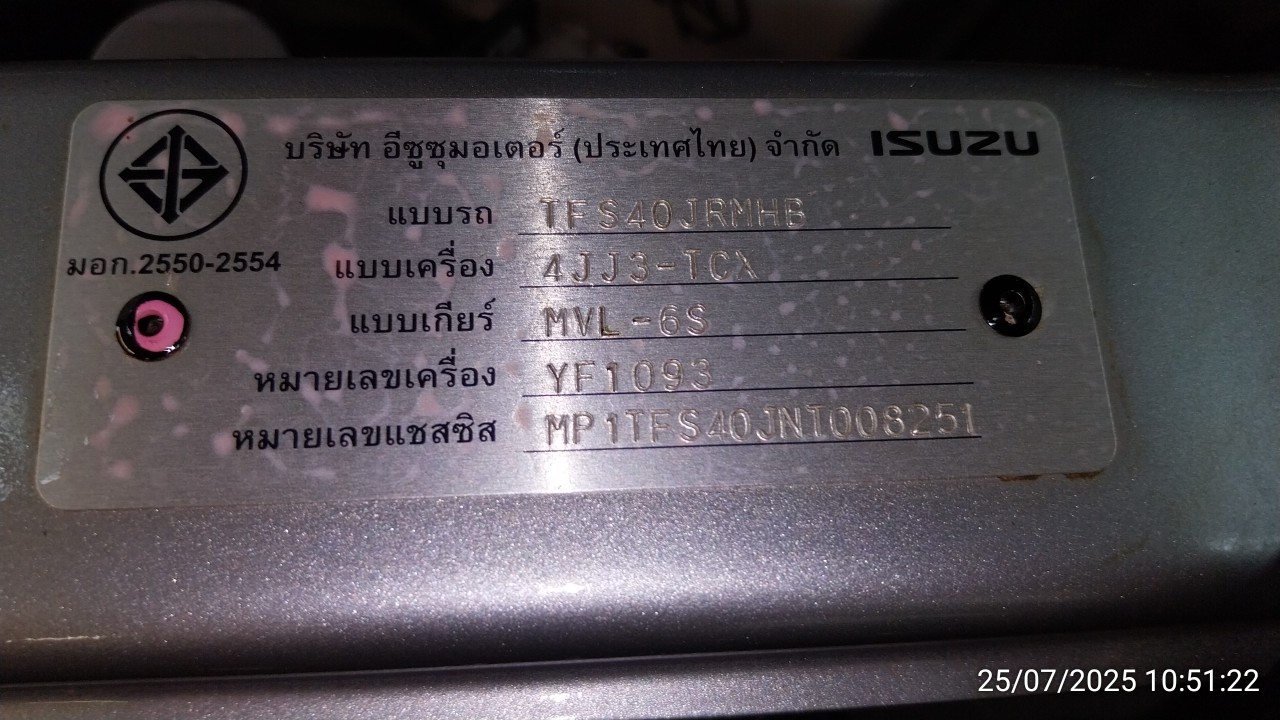 บริษัท อีซูซุมอเตอร์ (ประเทศไทย) จำกัด ISUZU
แบบรถ TFS40JRMHB
มอก.2550-2554
แบบเครื่อง 4JJ3-TCX
แบบเกียร์ MVL-6S
หมายเลขเครื่อง YF1093
หมายเลขแชสซิส MP1TFS40JNT008251
25/07/2025 10:51:22